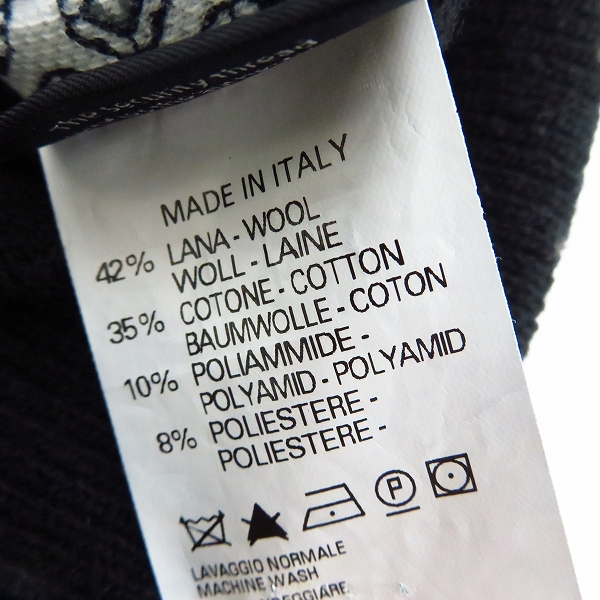 MADE IN ITALY
42% LANA - WOOL
WOLL - LAINE
35% COTONE - COTTON
BAUMWOLLE - COTON
10% POLIAMMIDE -
POLYAMID - POLYAMID
8% POLIESTERE -
POLIESTERE -
P
LAVAGGIO NORMALE
MACHINE WASH